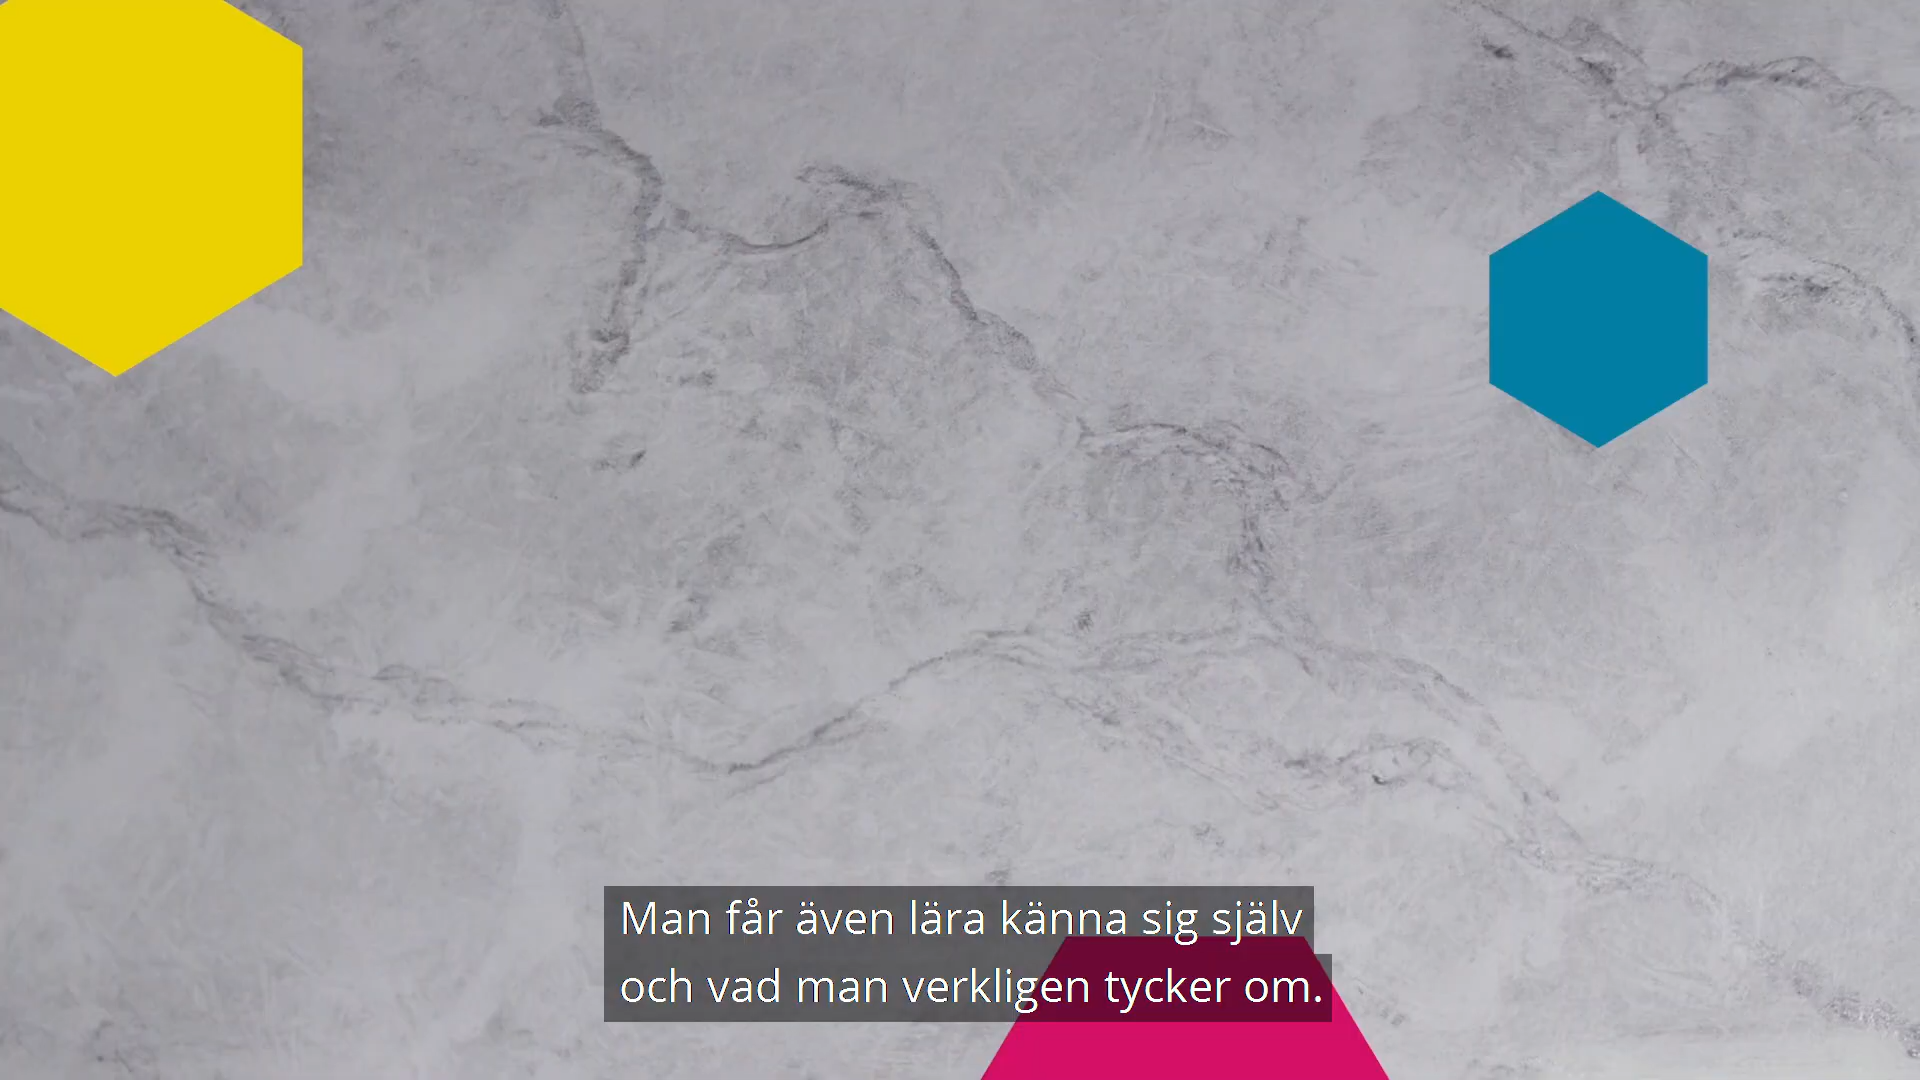 Man får även lära känna sig själv
och vad man verkligen tycker om.